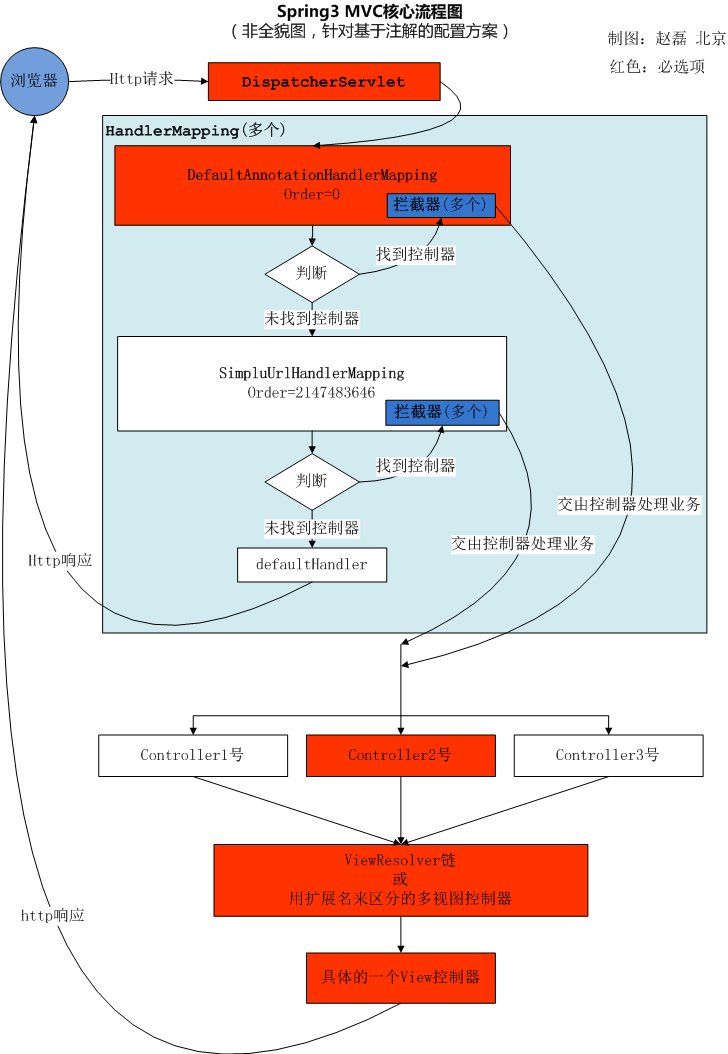 Spring3 MVC核心流程图
（非全貌图，针对基于注解的配置方案）
制图：赵磊 北京
红色：必选项
浏览器
Http请求
DispatcherServlet
HandlerMapping(多个)
DefaultAnnotationHandlerMapping
Order=0
拦截器(多个)
找到控制器
判断
未找到控制器
SimpluUrlHandlerMapping
Order=2147483646
拦截器(多个)
找到控制器
判断
交由控制器处理业务
未找到控制器
交由控制器处理业务
Http响应
defaultHandler
Controller1号
Controller2号
Controller3号
ViewResolver链
或
用扩展名来区分的多视图控制器
http响应
具体的一个View控制器